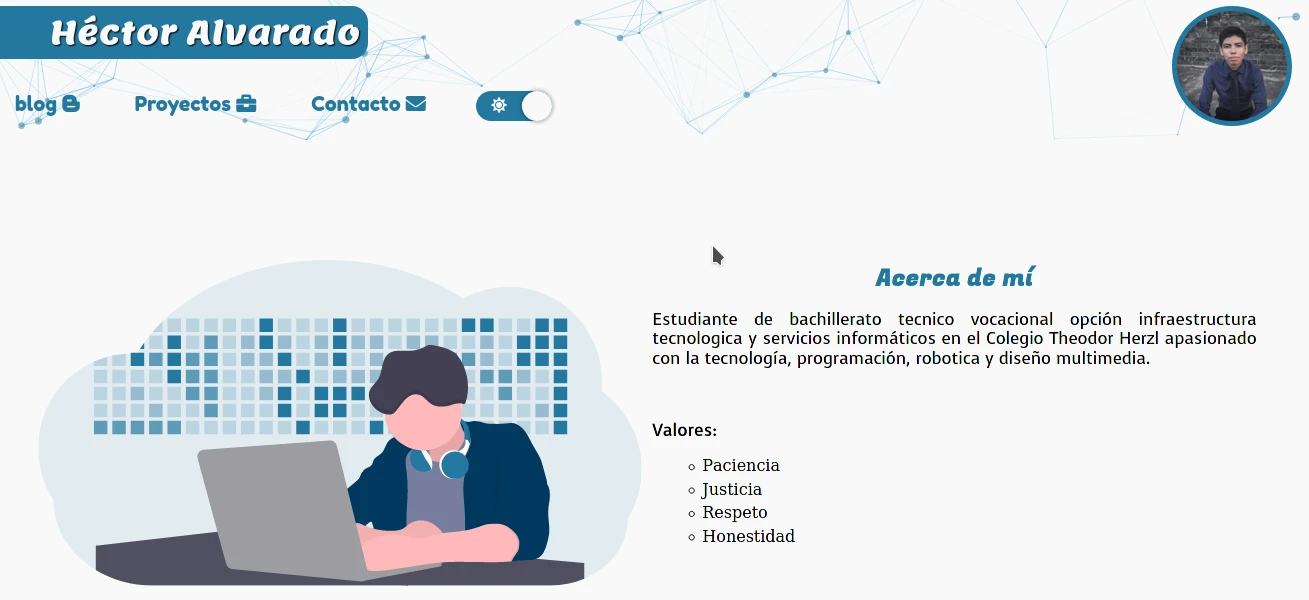 Héctor Alvarado
blog
Proyectos
Contacto
Acerca de mí
Estudiante de bachillerato tecnico vocacional opción infraestructura
tecnologica y servicios informáticos en el Colegio Theodor Herzl apasionado
con la tecnología, programación, robotica y diseño multimedia.
Valores:
Paciencia
Justicia
Respeto
Honestidad